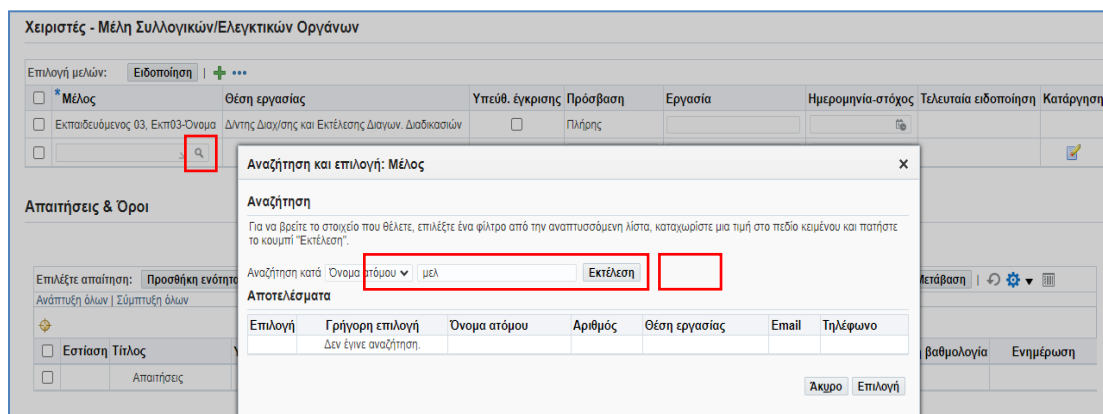 Χειριστές - Μέλη Συλλογικών/Ελεγκτικών Οργάνων
Επιλογή μελών: Ειδοποίηση
*Μέλος Θέση εργασίας Υπεύθ. έγκρισης Πρόσβαση Εργασία Ημερομηνία-στόχος Τελευταία ειδοποίηση Κατάργηση
Εκπαιδευόμενος 03, Εκπ03-Όνομα Δ/ντης Διαχ/σης και Εκτέλεσης Διαγων. Διαδικασιών Πλήρης
Αναζήτηση και επιλογή: Μέλος
Αναζήτηση
Για να βρείτε το στοιχείο που θέλετε, επιλέξτε ένα φίλτρο από την αναπτυσσόμενη λίστα, καταχωρίστε μια τιμή στο πεδίο κειμένου και πατήστε
το κουμπί "Εκτέλεση".
Αναζήτηση κατά Όνομα ατόμου μελ Εκτέλεση
Αποτελέσματα
Επιλογή Γρήγορη επιλογή Όνομα ατόμου Αριθμός Θέση εργασίας Email Τηλέφωνο
Δεν έγινε αναζήτηση.
Άκυρο Επιλογή
Απαιτήσεις & Όροι
Επιλέξτε απαίτηση: Προσθήκη ενότητα Μετάβαση
Ανάπτυξη όλων | Σύμπτυξη όλων
Εστίαση Τίτλος βαθμολογία Ενημέρωση
Απαιτήσεις